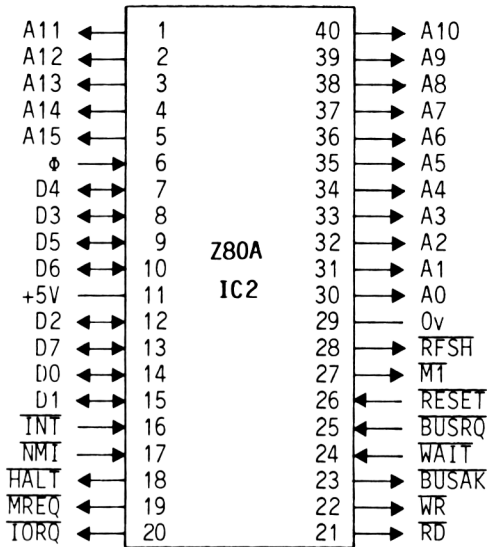 A11 1 40 A10
A12 2 39 A9
A13 3 38 A8
A14 4 37 A7
A15 5 36 A6
Φ 6 35 A5
D4 7 34 A4
D3 8 33 A3
D5 9 32 A2
D6 10 31 A1
+5V 11 30 A0
D2 12 29 0v
D7 13 28 RFSH
D0 14 27 M1
D1 15 26 RESET
INT 16 25 BUSRQ
NMI 17 24 WAIT
HALT 18 23 BUSAK
MREQ 19 22 WR
IORQ 20 21 RD
Z80A
IC2